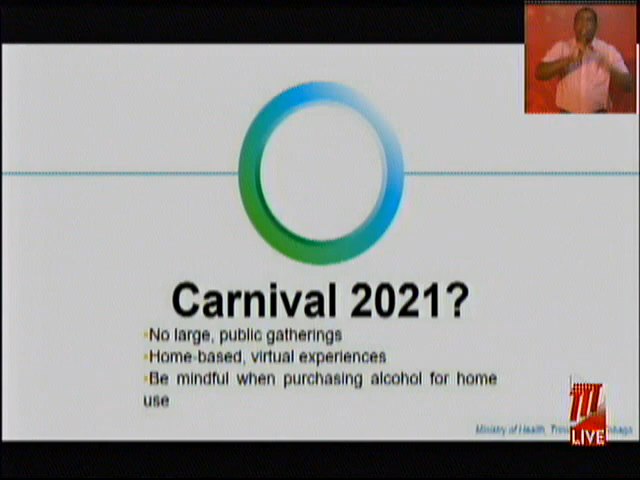 Carnival 2021?
•No large, public gatherings
•Home-based, virtual experiences
•Be mindful when purchasing alcohol for home
use
Ministry of Health,
LIVE